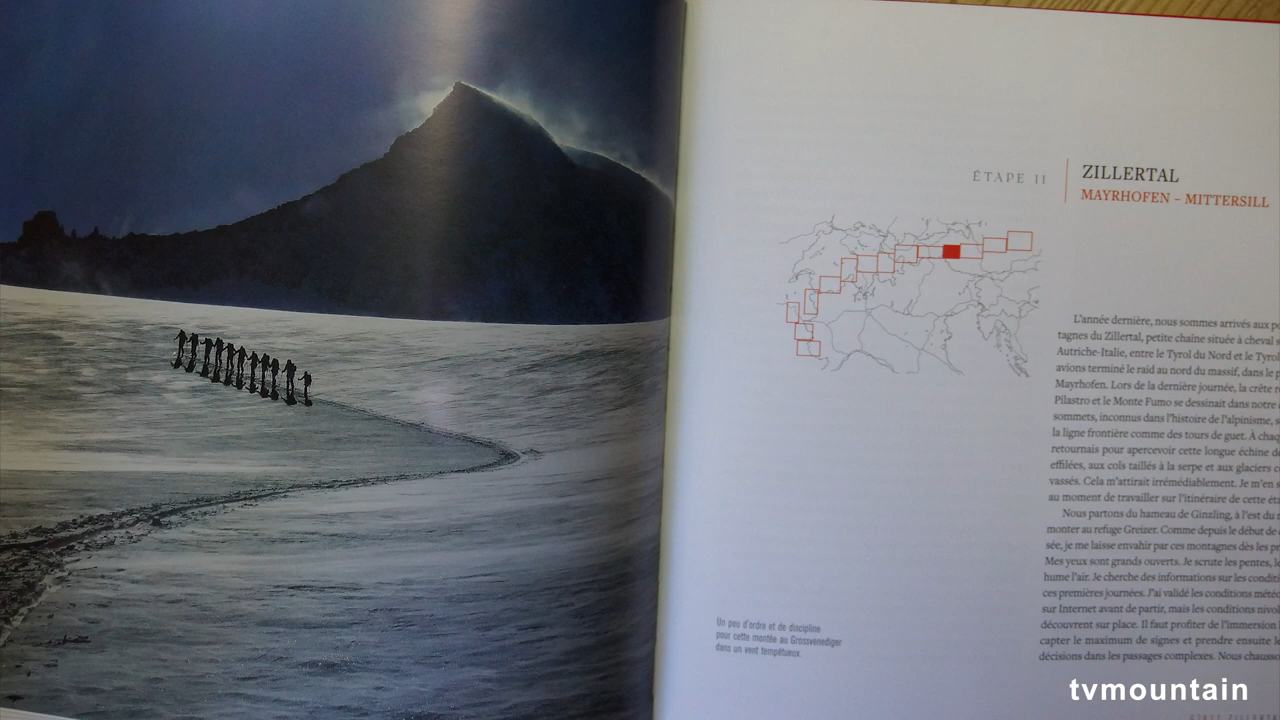 ÉTAPE II
ZILLERTAL
MAYRHOFEN – MITTERSILL
L'année dernière, nous sommes arrivés aux
tagnes du Zillertal, petite chaîne située à cheval
Autriche-Italie, entre le Tyrol du Nord et le
avions terminé le raid au nord du massif, dans le
Mayrhofen. Lors de la dernière journée, la crête
Pilastro et le Monte Fumo se dessinait dans notre
sommets, inconnus dans l'histoire de l'alpinisme,
la ligne frontière comme des tours de guet. À
retournais pour apercevoir cette longue échine
effilées, aux cols taillés à la serpe et aux glaciers
vassés. Cela m'attirait irrémédiablement. Je m'en
au moment de travailler sur l'itinéraire de cette
Nous partons du hameau de Ginzling, à l'est du
monter au refuge Greizer. Comme depuis le début de
sée, je me laisse envahir par ces montagnes dès les
Mes yeux sont grands ouverts. Je scrute les pentes,
hume l'air. Je cherche des informations sur les
ces premières journées. J'ai validé les conditions
sur Internet avant de partir, mais les conditions
découvrent sur place. Il faut profiter de l'immersion
capter le maximum de signes et prendre ensuite
décisions dans les passages complexes. Nous
Un peu d'ordre et de discipline
pour cette montée au Grossvenediger
dans un vent tempétueux.
tvmountain